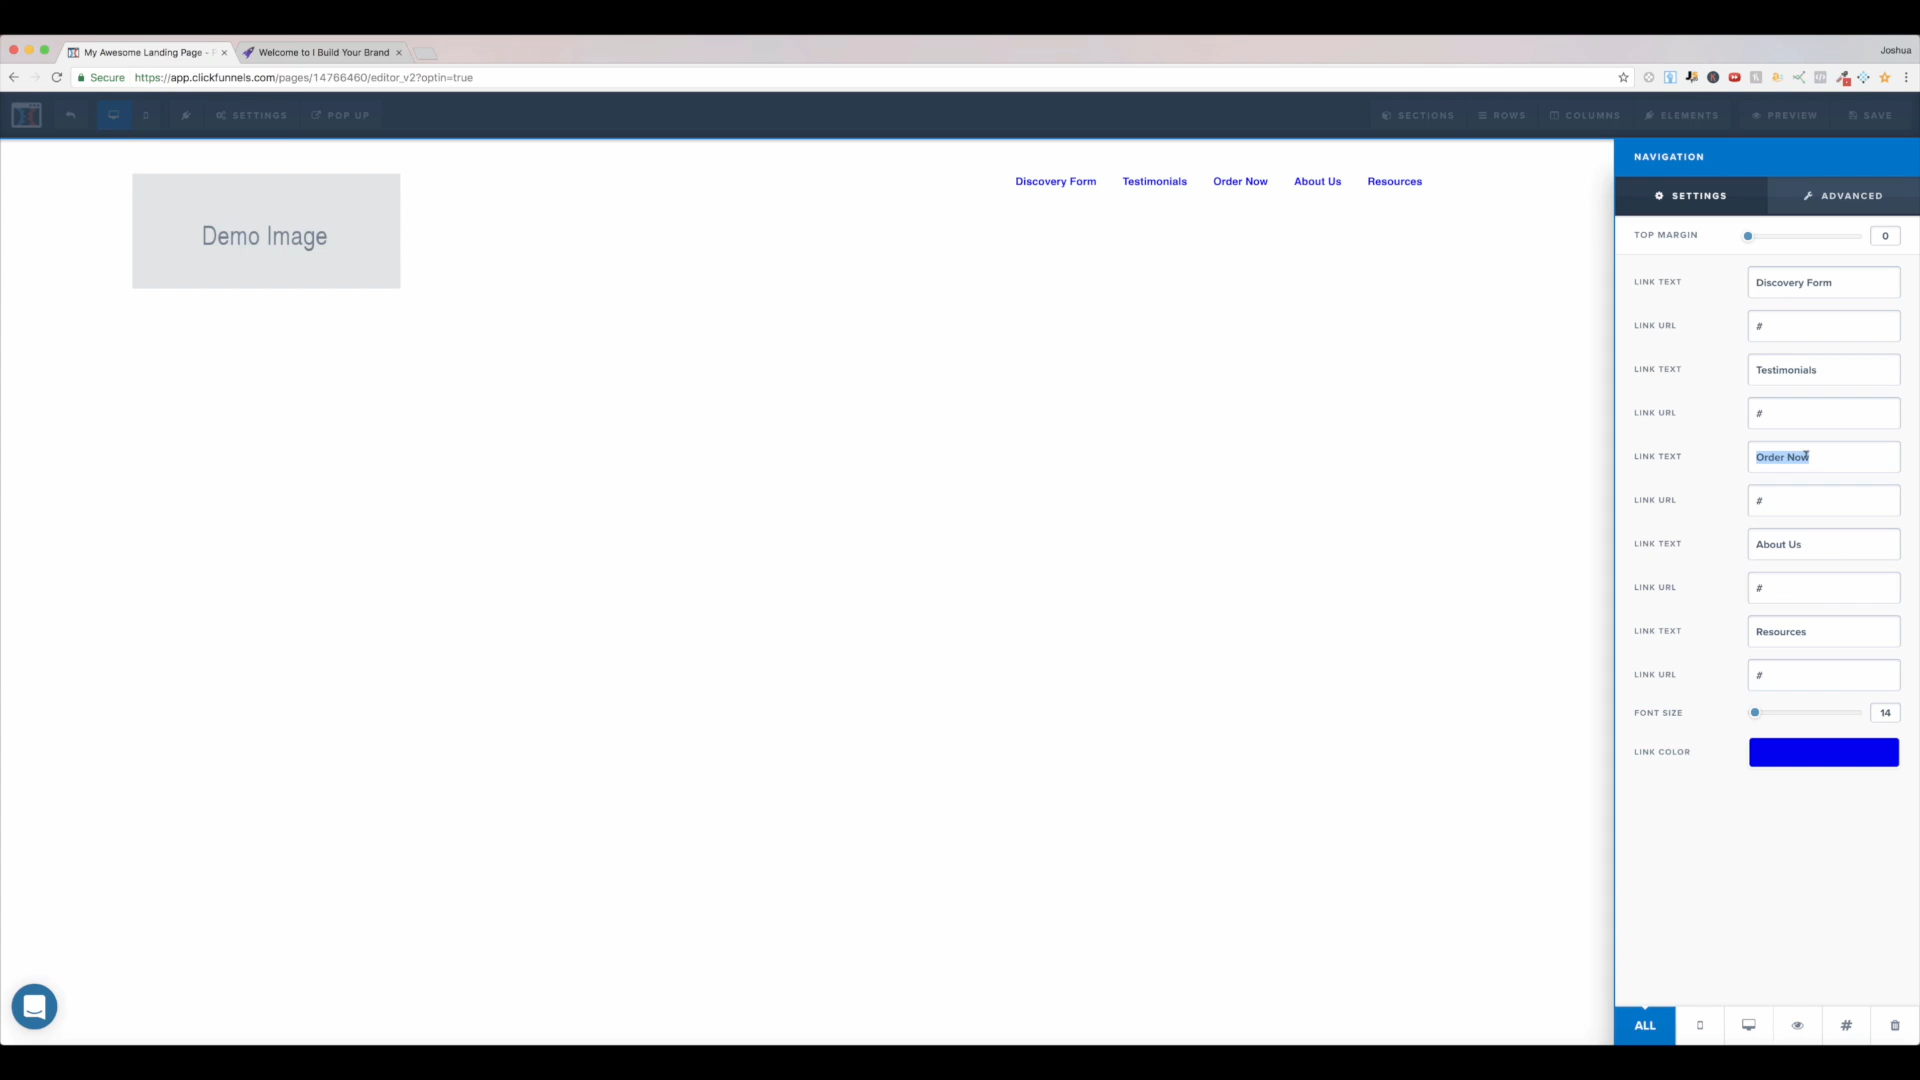 My Awesome Landing Page - F
Welcome to I Build Your Brand
Joshua
Secure https://app.clickfunnels.com/pages/14766460/editor_v2?optin=true
SETTINGS
POP UP
SECTIONS
ROWS
COLUMNS
ELEMENTS
PREVIEW
SAVE
Demo Image
Discovery Form Testimonials Order Now About Us Resources
NAVIGATION
SETTINGS
ADVANCED
TOP MARGIN 0
LINK TEXT Discovery Form
LINK URL #
LINK TEXT Testimonials
LINK URL #
LINK TEXT Order Now
LINK URL #
LINK TEXT About Us
LINK URL #
LINK TEXT Resources
LINK URL #
FONT SIZE 14
LINK COLOR
ALL
#